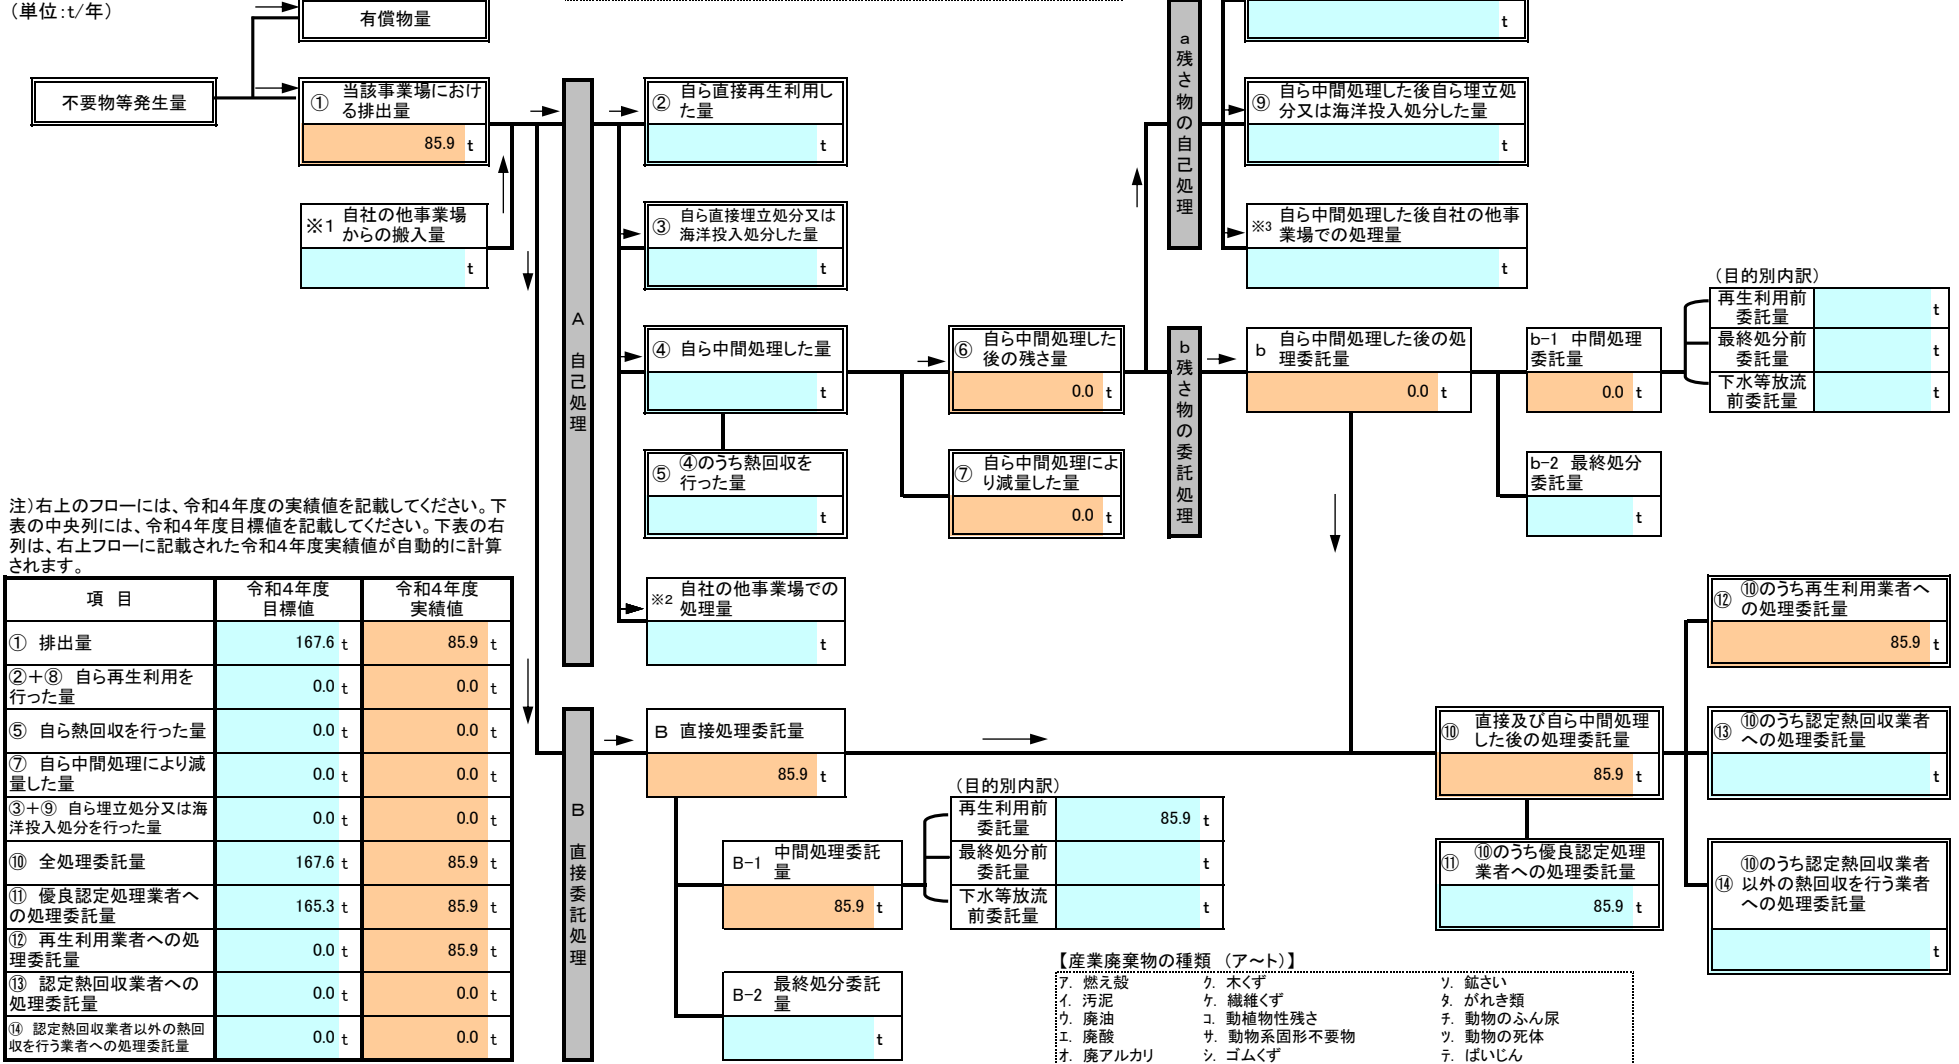 (単位:t/年)
有償物量
t
不要物等発生量
① 当該事業場におけ
る排出量
85.9 t
② 自ら直接再生利用し
た量
t
⑨ 自ら中間処理した後自ら埋立処
分又は海洋投入処分した量
t
a
残さ物の自己処理
※1 自社の他事業場
からの搬入量
t
③ 自ら直接埋立処分又は
海洋投入処分した量
t
※3 自ら中間処理した後自社の他事
業場での処理量
t
A 自己処理
④ 自ら中間処理した量
t
⑥ 自ら中間処理した
後の残さ量
0.0 t
b
残さ物の委託処理
b 自ら中間処理した後の処
理委託量
0.0 t
b-1 中間処理
委託量
0.0 t
(目的別内訳)
再生利用前
委託量
t
最終処分前
委託量
t
下水等放流
前委託量
t
⑤ ④のうち熱回収を
行った量
t
⑦ 自ら中間処理によ
り減量した量
0.0 t
b-2 最終処分
委託量
t
※2 自社の他事業場での
処理量
t
注)右上のフローには、令和4年度の実績値を記載してください。下
表の中央列には、令和4年度目標値を記載してください。下表の右
列は、右上フローに記載された令和4年度実績値が自動的に計算
されます。
項 目 令和4年度
目標値 令和4年度
実績値
① 排出量 167.6 t 85.9 t
②+⑧ 自ら再生利用を
行った量 0.0 t 0.0 t
⑤ 自ら熱回収を行った量 0.0 t 0.0 t
⑦ 自ら中間処理により減
量した量 0.0 t 0.0 t
③+⑨ 自ら埋立処分又は海
洋投入処分を行った量 0.0 t 0.0 t
⑩ 全処理委託量 167.6 t 85.9 t
⑪ 優良認定処理業者へ
の処理委託量 165.3 t 85.9 t
⑫ 再生利用業者への処
理委託量 0.0 t 85.9 t
⑬ 認定熱回収業者への
処理委託量 0.0 t 0.0 t
⑭ 認定熱回収業者以外の熱回
収を行う業者への処理委託量 0.0 t 0.0 t
B 直接委託処理
B 直接処理委託量
85.9 t
B-1 中間処理委託
量
85.9 t
B-2 最終処分委託
量
t
(目的別内訳)
再生利用前
委託量
85.9 t
最終処分前
委託量
t
下水等放流
前委託量
t
⑩ 直接及び自ら中間処理
した後の処理委託量
85.9 t
⑪ ⑩のうち優良認定処理
業者への処理委託量
85.9 t
⑫ ⑩のうち再生利用業者へ
の処理委託量
85.9 t
⑬ ⑩のうち認定熱回収業者
への処理委託量
t
⑭ ⑩のうち認定熱回収業者
以外の熱回収を行う業者
への処理委託量
t
【産業廃棄物の種類 (ア~ト)】
ア. 燃え殻 ク. 木くず ソ. 鉱さい
イ. 汚泥 ケ. 繊維くず タ. がれき類
ウ. 廃油 コ. 動植物性残さ チ. 動物のふん尿
エ. 廃酸 サ. 動物系固形不要物 ツ. 動物の死体
オ. 廃アルカリ シ. ゴムくず テ. ばいじん